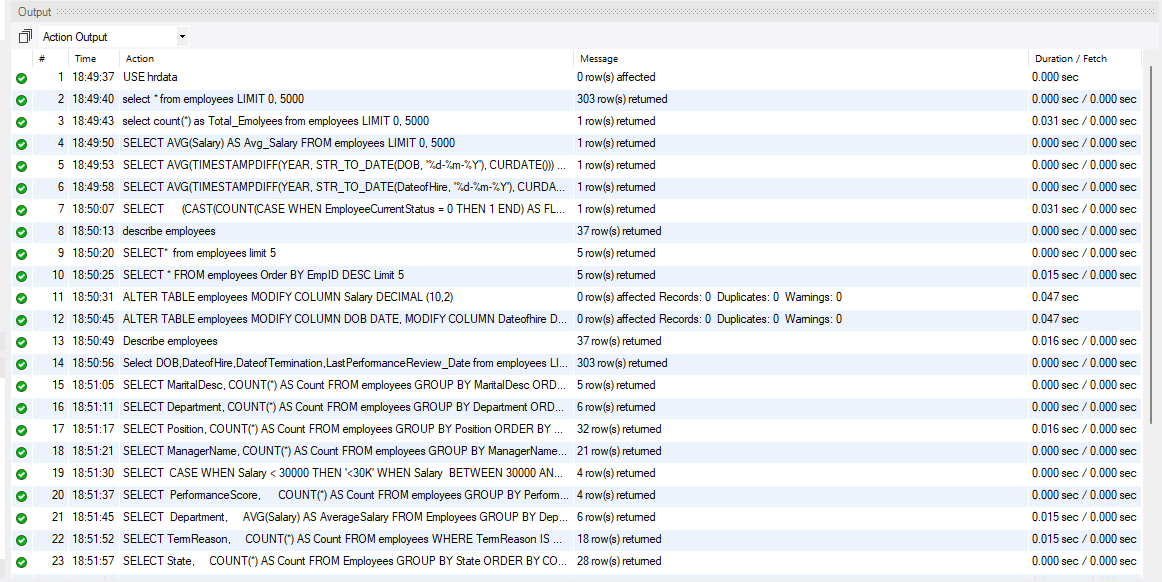 Output
Action Output
# Time Action Message Duration / Fetch
1 18:49:37 USE hrdata 0 row(s) affected 0.000 sec
2 18:49:40 select * from employees LIMIT 0, 5000 303 row(s) returned 0.000 sec / 0.000 sec
3 18:49:43 select count(*) as Total_Emolyees from employees LIMIT 0, 5000 1 row(s) returned 0.031 sec / 0.000 sec
4 18:49:50 SELECT AVG(Salary) AS Avg_Salary FROM employees LIMIT 0, 5000 1 row(s) returned 0.000 sec / 0.000 sec
5 18:49:53 SELECT AVG(TIMESTAMPDIFF(YEAR, STR_TO_DATE(DOB, '%d-%m-%Y'), CURDATE())) ... 1 row(s) returned 0.000 sec / 0.000 sec
6 18:49:58 SELECT AVG(TIMESTAMPDIFF(YEAR, STR_TO_DATE(DateofHire, '%d-%m-%Y'), CURDA... 1 row(s) returned 0.000 sec / 0.000 sec
7 18:50:07 SELECT (CAST(COUNT(CASE WHEN EmployeeCurrentStatus = 0 THEN 1 END) AS FL... 1 row(s) returned 0.031 sec / 0.000 sec
8 18:50:13 describe employees 37 row(s) returned 0.000 sec / 0.000 sec
9 18:50:20 SELECT* from employees limit 5 5 row(s) returned 0.000 sec / 0.000 sec
10 18:50:25 SELECT * FROM employees Order BY EmpID DESC Limit 5 5 row(s) returned 0.015 sec / 0.000 sec
11 18:50:31 ALTER TABLE employees MODIFY COLUMN Salary DECIMAL (10,2) 0 row(s) affected Records: 0 Duplicates: 0 Warnings: 0 0.047 sec
12 18:50:45 ALTER TABLE employees MODIFY COLUMN DOB DATE, MODIFY COLUMN Dateofhire D... 0 row(s) affected Records: 0 Duplicates: 0 Warnings: 0 0.047 sec
13 18:50:49 Describe employees 37 row(s) returned 0.016 sec / 0.000 sec
14 18:50:56 Select DOB,DateofHire,DateofTermination,LastPerformanceReview_Date from employees LI... 303 row(s) returned 0.000 sec / 0.000 sec
15 18:51:05 SELECT MaritalDesc, COUNT(*) AS Count FROM employees GROUP BY MaritalDesc ORD... 5 row(s) returned 0.000 sec / 0.000 sec
16 18:51:11 SELECT Department, COUNT(*) AS Count FROM employees GROUP BY Department ORD... 6 row(s) returned 0.000 sec / 0.000 sec
17 18:51:17 SELECT Position, COUNT(*) AS Count FROM employees GROUP BY Position ORDER BY ... 32 row(s) returned 0.016 sec / 0.000 sec
18 18:51:21 SELECT ManagerName, COUNT(*) AS Count FROM employees GROUP BY ManagerName... 21 row(s) returned 0.000 sec / 0.000 sec
19 18:51:30 SELECT CASE WHEN Salary < 30000 THEN '<30K' WHEN Salary BETWEEN 30000 AN... 4 row(s) returned 0.000 sec / 0.000 sec
20 18:51:37 SELECT PerformanceScore, COUNT(*) AS Count FROM employees GROUP BY Perform... 4 row(s) returned 0.000 sec / 0.000 sec
21 18:51:45 SELECT Department, AVG(Salary) AS AverageSalary FROM Employees GROUP BY Dep... 6 row(s) returned 0.015 sec / 0.000 sec
22 18:51:52 SELECT TermReason, COUNT(*) AS Count FROM employees WHERE TermReason IS ... 18 row(s) returned 0.015 sec / 0.000 sec
23 18:51:57 SELECT State, COUNT(*) AS Count FROM employees GROUP BY State ORDER BY CO... 28 row(s) returned 0.000 sec / 0.000 sec